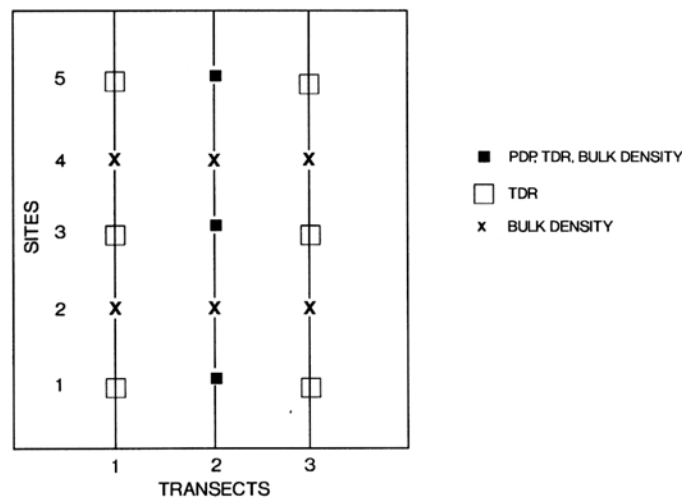 5
4
3
2
1
SITES
1 2 3
TRANSECTS
PDP, TDR, BULK DENSITY
TDR
X BULK DENSITY